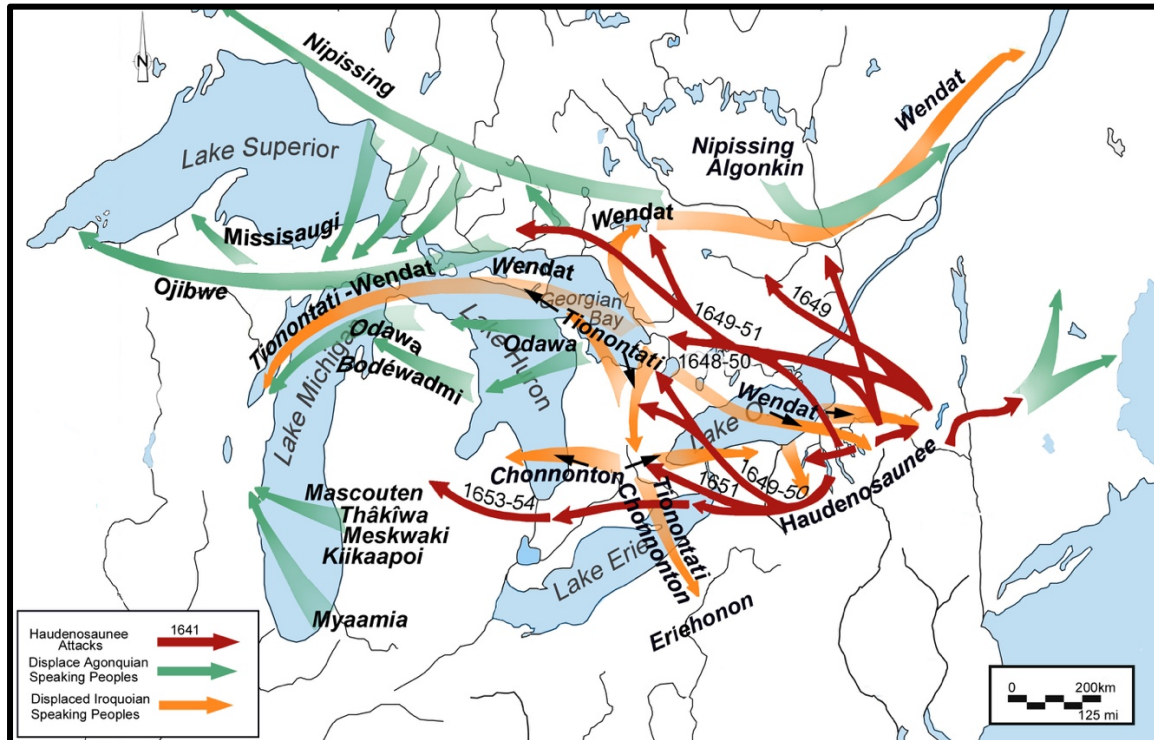 N
Nipissing
Lake Superior
Wendat
Nipissing
Algonkin
Missisaugi
Wendat
Ojibwe
Wendat
Tionontati -Wendat
Georgian
Bay
Tionontati
1649
1649-51
1648-50
Odawa
Odawa
Bodéwadmi
Lake Huron
Lake Michiga
Wendat
Lake O
Haudenosaunee
Chonnonton
1653-54
1651
1649-50
Tionontati
Chonnonton
Lake Erie
Eriehonon
Mascouten
Thâkîwa
Meskwaki
Kiikaapoi
Myaamia
Haudenosaunee
Attacks
1641
Displace Agonquian
Speaking Peoples
Displaced Iroquoian
Speaking Peoples
0 200km
125 mi